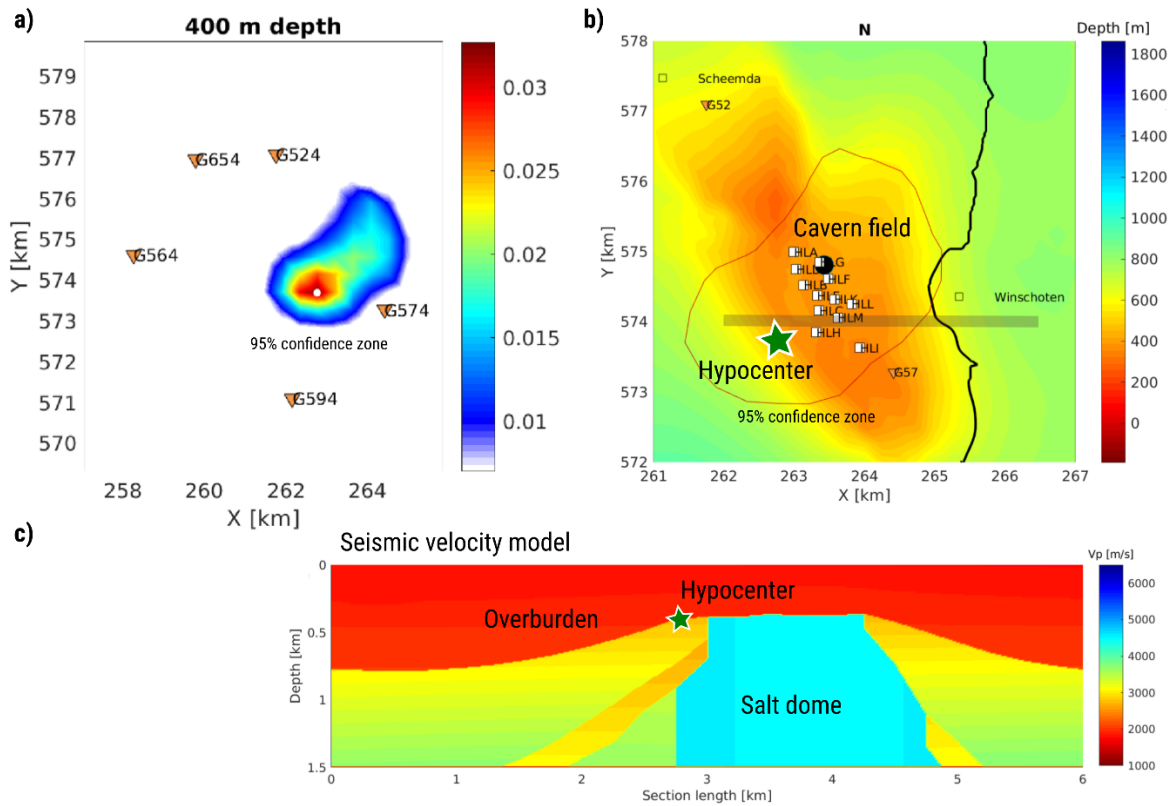 a)
400 m depth
579
578
577
576
575
574
573
572
571
570
Y [km]
G654
G524
G564
G574
G594
95% confidence zone
258
260
262
264
X [km]
0.03
0.025
0.02
0.015
0.01
b)
N
Depth [m]
578
577
576
575
574
573
572
Y [km]
Scheemda
G52
Cavern field
HLA
HLG
HLF
HLB
HLK
HLL
HLC
HLM
HLH
HLI
Winschoten
Hypocenter
G57
95% confidence zone
261
262
263
264
265
266
267
X [km]
1800
1600
1400
1200
1000
800
600
400
200
0
c)
Seismic velocity model
Vp [m/s]
0
0.5
1
1.5
Depth [km]
Hypocenter
Overburden
Salt dome
0
1
2
3
4
5
6
Section length [km]
6000
5000
4000
3000
2000
1000